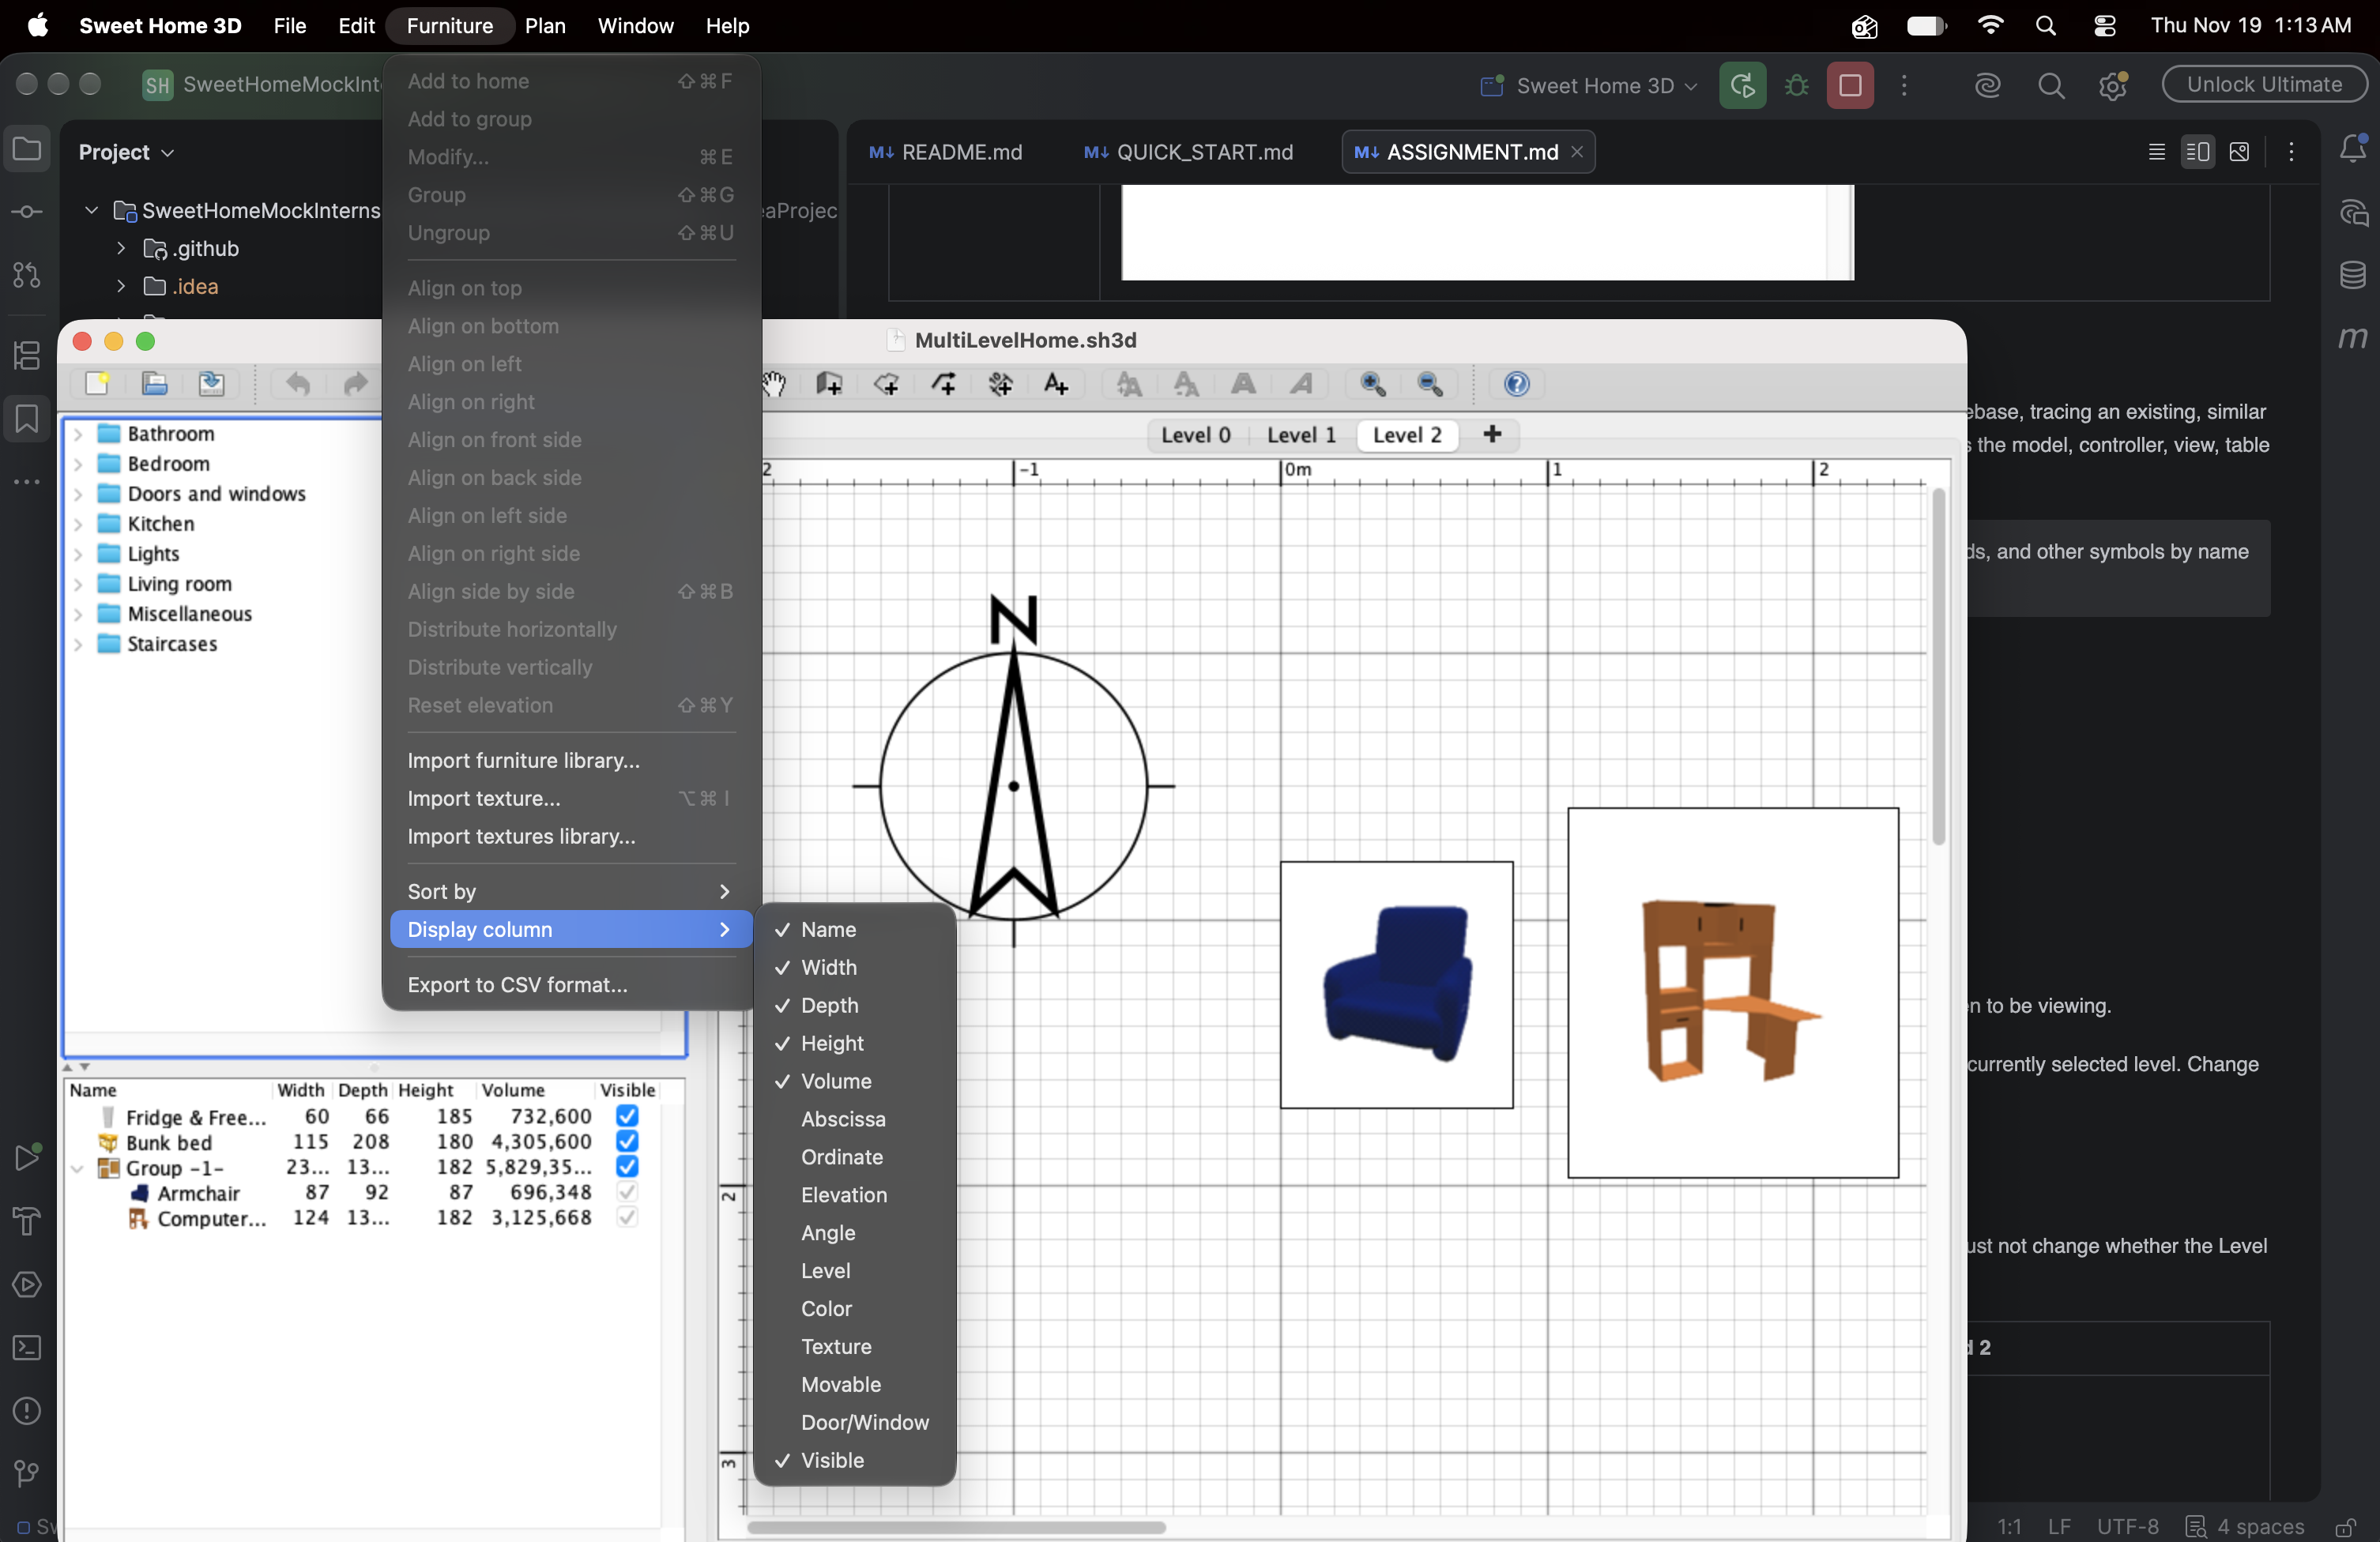 Sweet Home 3D File Edit Furniture Plan Window Help Thu Nov 19 1:13 AM
SH Sweet Home 3D Unlock Ultimate
Project
README.md QUICK_START.md ASSIGNMENT.md
.github
.idea
Add to home ⇧⌘F
Add to group
Modify... ⌘E
Group ⇧⌘G
Ungroup ⇧⌘U
Align on top
Align on bottom
Align on left
Align on right
Align on front side
Align on back side
Align on left side
Align on right side
Align side by side ⇧⌘B
Distribute horizontally
Distribute vertically
Reset elevation ⇧⌘Y
Import furniture library...
Import texture... ⌥⌘I
Import textures library...
Sort by
Display column
Export to CSV format...
✓ Name
✓ Width
✓ Depth
✓ Height
✓ Volume
Abscissa
Ordinate
Elevation
Angle
Level
Color
Texture
Movable
Door/Window
✓ Visible
MultiLevelHome.sh3d
Level 0 Level 1 Level 2 +
2 -1 0m 1 2
N
2
3
Bathroom
Bedroom
Doors and windows
Kitchen
Lights
Living room
Miscellaneous
Staircases
Name Width Depth Height Volume Visible
Fridge & Free... 60 66 185 732,600
Bunk bed 115 208 180 4,305,600
Group -1- 23... 13... 182 5,829,35...
Armchair 87 92 87 696,348
Computer... 124 13... 182 3,125,668
tracing an existing, similar
the model, controller, view, table
and other symbols by name
to be viewing.
currently selected level. Change
not change whether the Level
2
1:1 LF UTF-8 4 spaces